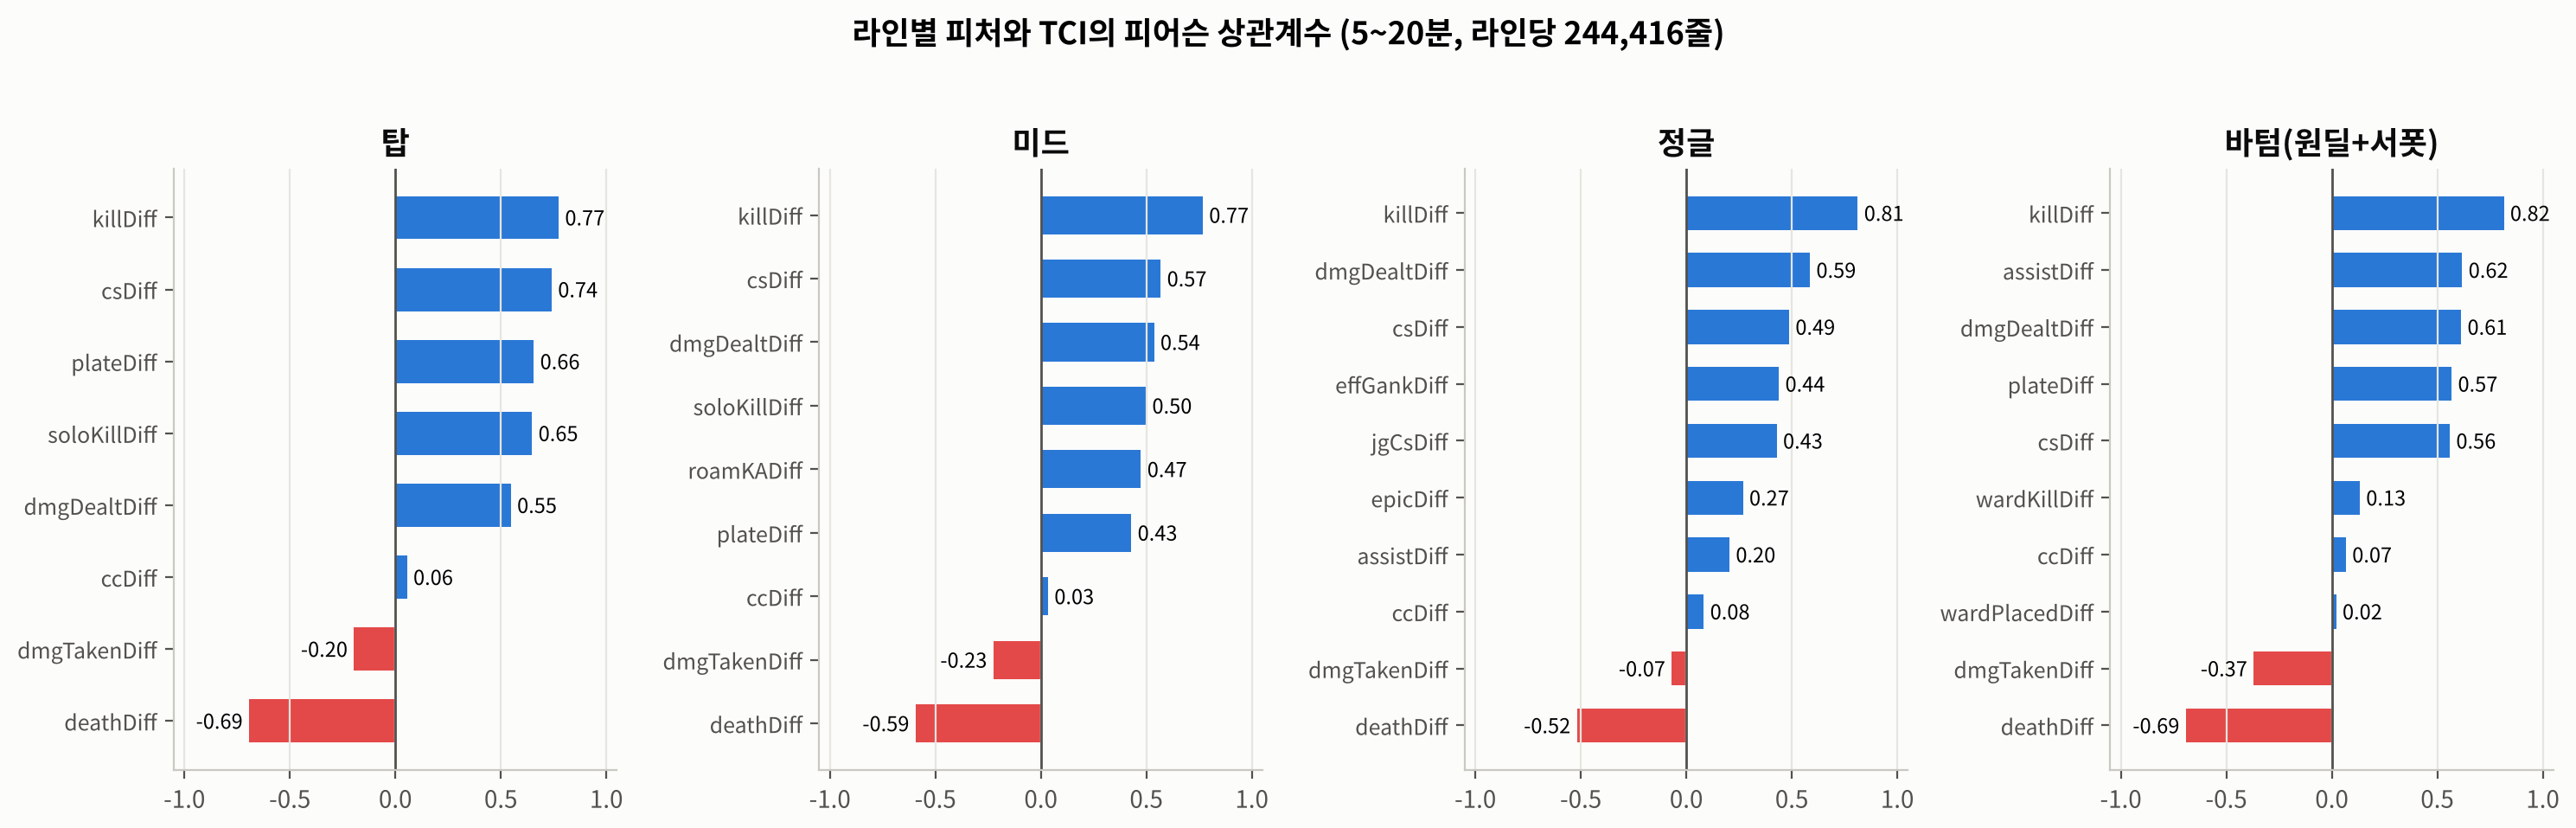 라인별 피처와 TCI의 피어슨 상관계수 (5~20분, 라인당 244,416줄)
탑
killDiff 0.77
csDiff 0.74
plateDiff 0.66
soloKillDiff 0.65
dmgDealtDiff 0.55
ccDiff 0.06
dmgTakenDiff -0.20
deathDiff -0.69
-1.0 -0.5 0.0 0.5 1.0
미드
killDiff 0.77
csDiff 0.57
dmgDealtDiff 0.54
soloKillDiff 0.50
roamKADiff 0.47
plateDiff 0.43
ccDiff 0.03
dmgTakenDiff -0.23
deathDiff -0.59
-1.0 -0.5 0.0 0.5 1.0
정글
killDiff 0.81
dmgDealtDiff 0.59
csDiff 0.49
effGankDiff 0.44
jgCsDiff 0.43
epicDiff 0.27
assistDiff 0.20
ccDiff 0.08
dmgTakenDiff -0.07
deathDiff -0.52
-1.0 -0.5 0.0 0.5 1.0
바텀(원딜+서폿)
killDiff 0.82
assistDiff 0.62
dmgDealtDiff 0.61
plateDiff 0.57
csDiff 0.56
wardKillDiff 0.13
ccDiff 0.07
wardPlacedDiff 0.02
dmgTakenDiff -0.37
deathDiff -0.69
-1.0 -0.5 0.0 0.5 1.0